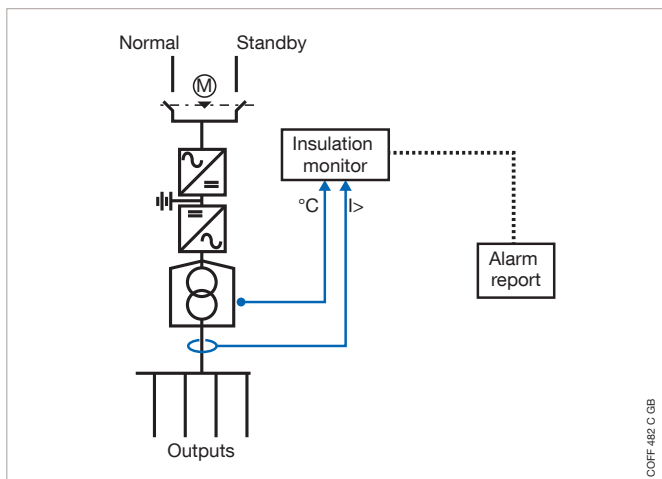 Normal
Standby
M
Insulation
monitor
°C
I>
Alarm
report
Outputs
COFF 482 C GB